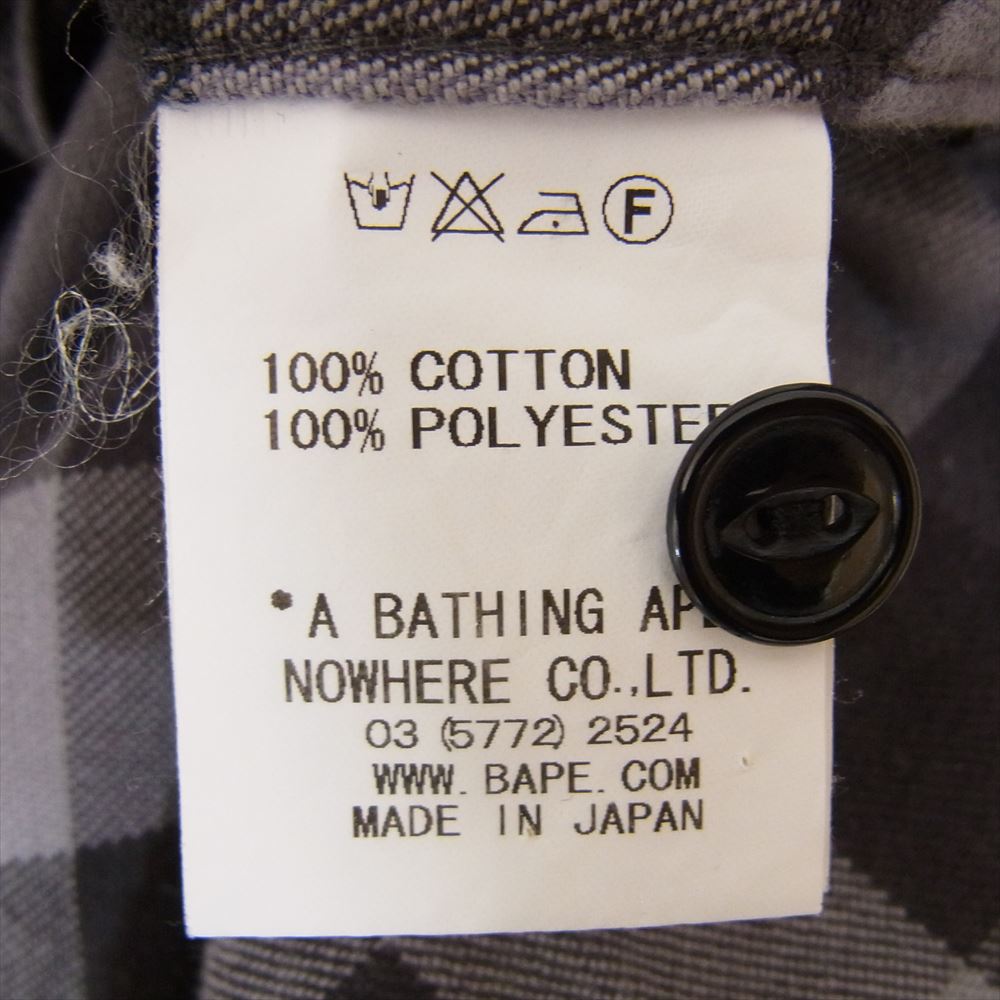 F
100% COTTON
100% POLYESTE
*A BATHING AP
NOWHERE CO.,LTD.
03 (5772) 2524
WWW. BAPE. COM
MADE IN JAPAN